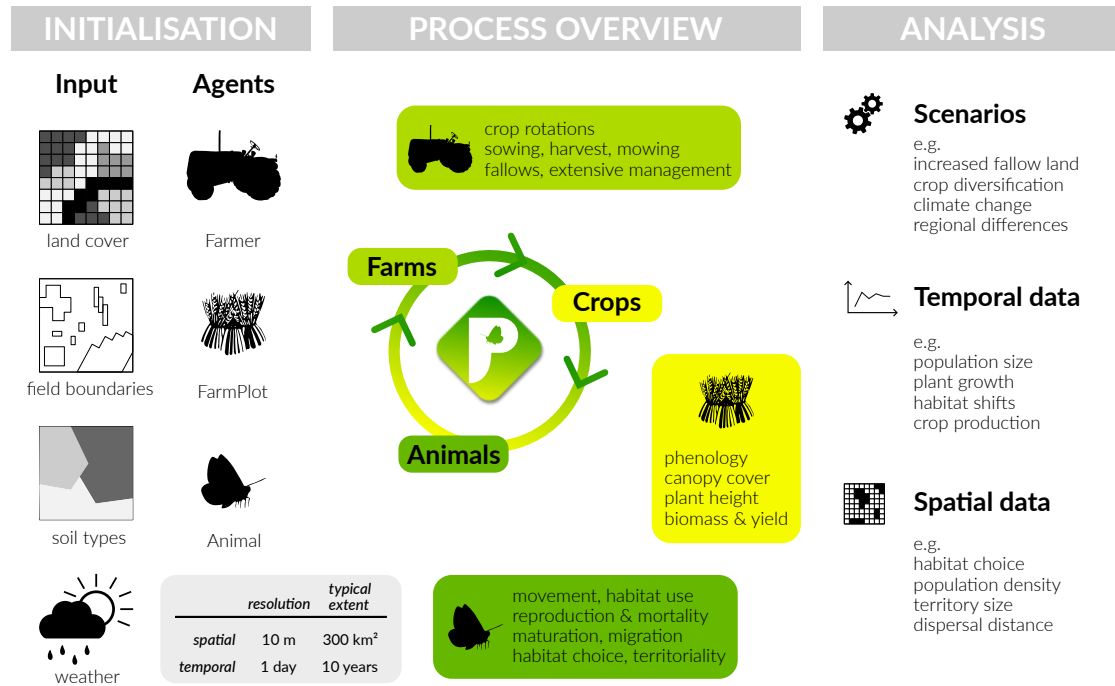 INITIALISATION
Input
Agents
land cover
Farmer
field boundaries
FarmPlot
soil types
Animal
weather
resolution typical extent
spatial 10 m 300 km²
temporal 1 day 10 years
PROCESS OVERVIEW
crop rotations
sowing, harvest, mowing
fallows, extensive management
Farms
Crops
P
Animals
phenology
canopy cover
plant height
biomass & yield
movement, habitat use
reproduction & mortality
maturation, migration
habitat choice, territoriality
ANALYSIS
Scenarios
e.g.
increased fallow land
crop diversification
climate change
regional differences
Temporal data
e.g.
population size
plant growth
habitat shifts
crop production
Spatial data
e.g.
habitat choice
population density
territory size
dispersal distance